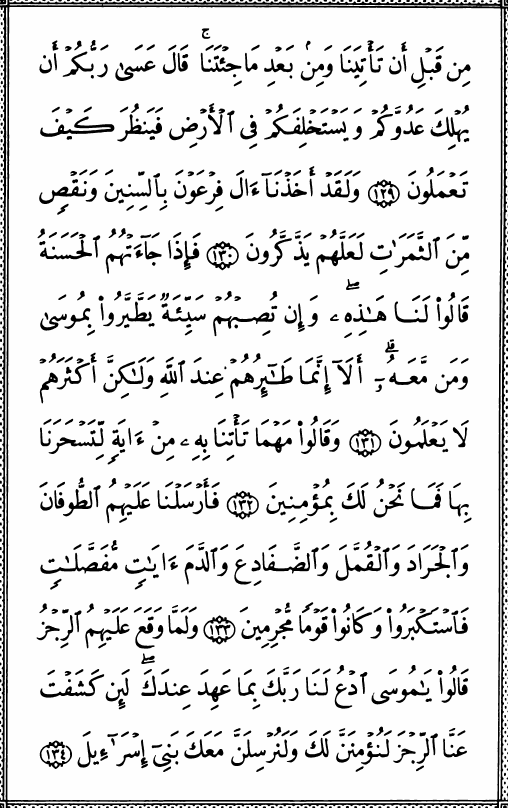 مِن قَبۡلِ أَن تَأۡتِيَنَا وَمِنۢ بَعۡدِ مَا جِئۡتَنَاۚ قَالَ عَسَىٰ رَبُّكُمۡ أَن
يُهۡلِكَ عَدُوَّكُمۡ وَيَسۡتَخۡلِفَكُمۡ فِي ٱلۡأَرۡضِ فَيَنظُرَ كَيۡفَ
تَعۡمَلُونَ ١٢٩ وَلَقَدۡ أَخَذۡنَآ ءَالَ فِرۡعَوۡنَ بِٱلسِّنِينَ وَنَقۡصٖ
مِّنَ ٱلثَّمَرَٰتِ لَعَلَّهُمۡ يَذَّكَّرُونَ ١٣٠ فَإِذَا جَآءَتۡهُمُ ٱلۡحَسَنَةُ
قَالُواْ لَنَا هَٰذِهِۦۖ وَإِن تُصِبۡهُمۡ سَيِّئَةٞ يَطَّيَّرُواْ بِمُوسَىٰ
وَمَن مَّعَهُۥٓۗ أَلَآ إِنَّمَا طَٰٓئِرُهُمۡ عِندَ ٱللَّهِ وَلَٰكِنَّ أَكۡثَرَهُمۡ
لَا يَعۡلَمُونَ ١٣١ وَقَالُواْ مَهۡمَا تَأۡتِنَا بِهِۦ مِنۡ ءَايَةٖ لِّتَسۡحَرَنَا
بِهَا فَمَا نَحۡنُ لَكَ بِمُؤۡمِنِينَ ١٣٢ فَأَرۡسَلۡنَا عَلَيۡهِمُ ٱلطُّوفَانَ
وَٱلۡجَرَادَ وَٱلۡقُمَّلَ وَٱلضَّفَادِعَ وَٱلدَّمَ ءَايَٰتٖ مُّفَصَّلَٰتٖ
فَٱسۡتَكۡبَرُواْ وَكَانُواْ قَوۡمٗا مُّجۡرِمِينَ ١٣٣ وَلَمَّا وَقَعَ عَلَيۡهِمُ ٱلرِّجۡزُ
قَالُواْ يَٰمُوسَى ٱدۡعُ لَنَا رَبَّكَ بِمَا عَهِدَ عِندَكَۖ لَئِن كَشَفۡتَ
عَنَّا ٱلرِّجۡزَ لَنُؤۡمِنَنَّ لَكَ وَلَنُرۡسِلَنَّ مَعَكَ بَنِيٓ إِسۡرَٰٓءِيلَ ١٣٤